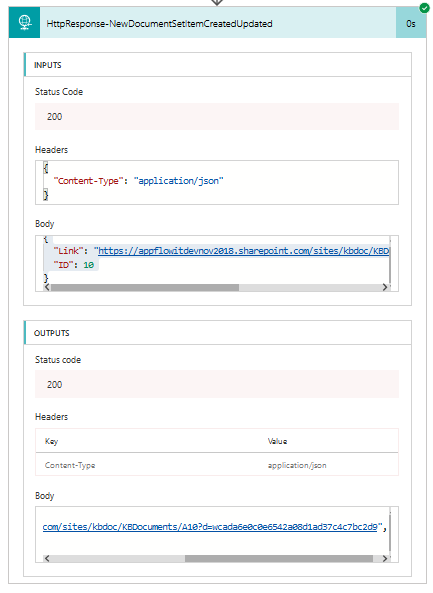 HttpResponse-NewDocumentSetItemCreatedUpdated 0s
INPUTS
Status Code
200
Headers
{
"Content-Type": "application/json"
}
Body
{
"Link": "https://appflowitdevnov2018.sharepoint.com/sites/kbdoc/KBD
"ID": 10
}
OUTPUTS
Status code
200
Headers
Key Value
Content-Type application/json
Body
com/sites/kbdoc/KBDocuments/A10?d=wcada6e0c0e6542a08d1ad37c4c7bc2d9",